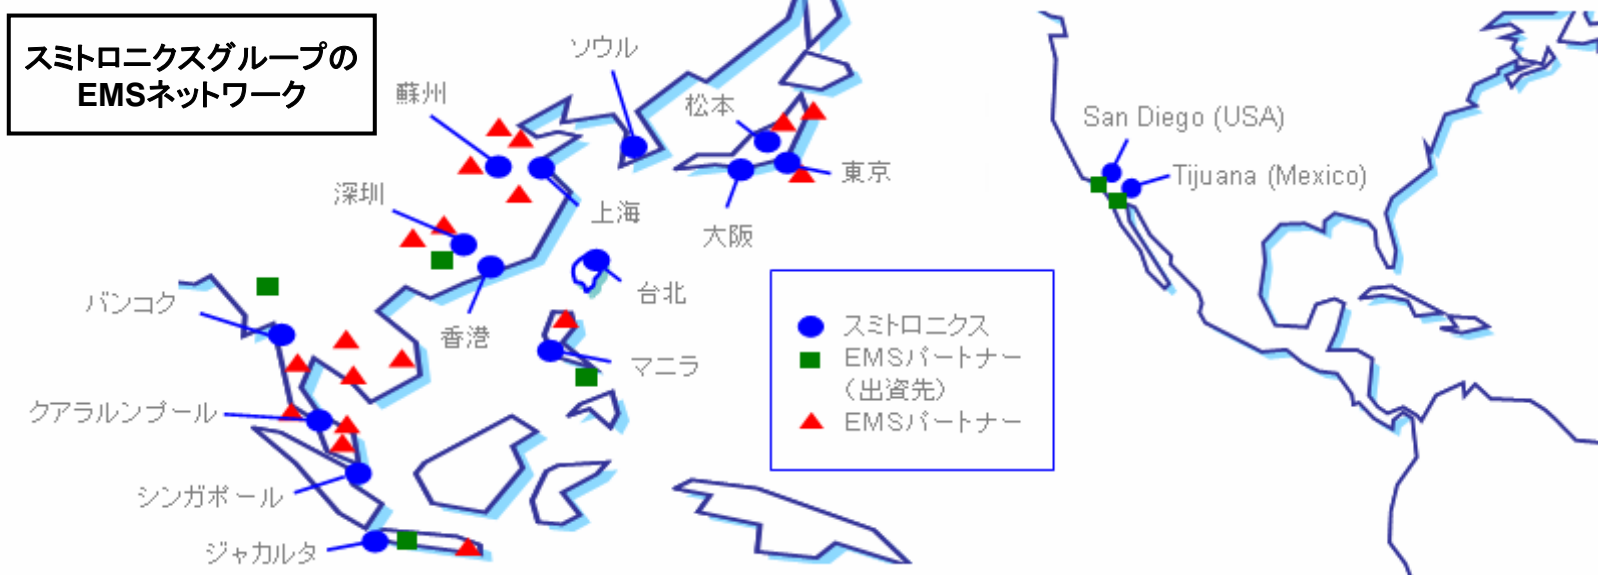 スミトロニクスグループの
EMSネットワーク
ソウル
蘇州
松本
San Diego (USA)
東京
Tijuana (Mexico)
深圳
上海
大阪
台北
バンコク
香港
マニラ
スミトロニクス
EMSパートナー
（出資先）
EMSパートナー
クアラルンプール
シンガポール
ジャカルタ